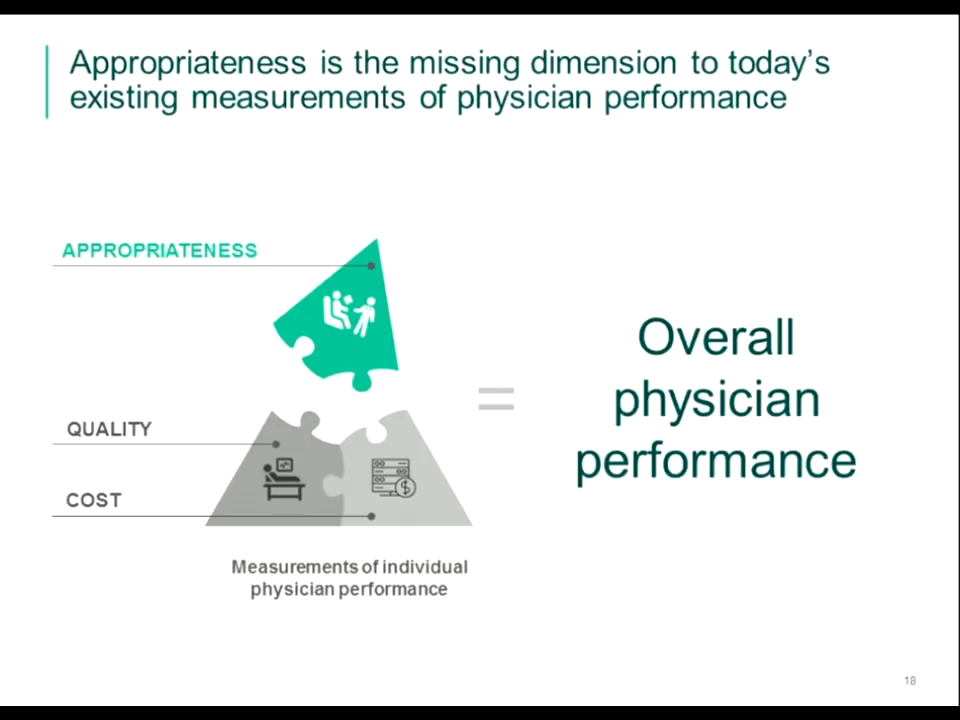 Appropriateness is the missing dimension to today's
existing measurements of physician performance
APPROPRIATENESS
QUALITY
COST
Measurements of individual
physician performance
=
Overall
physician
performance
18